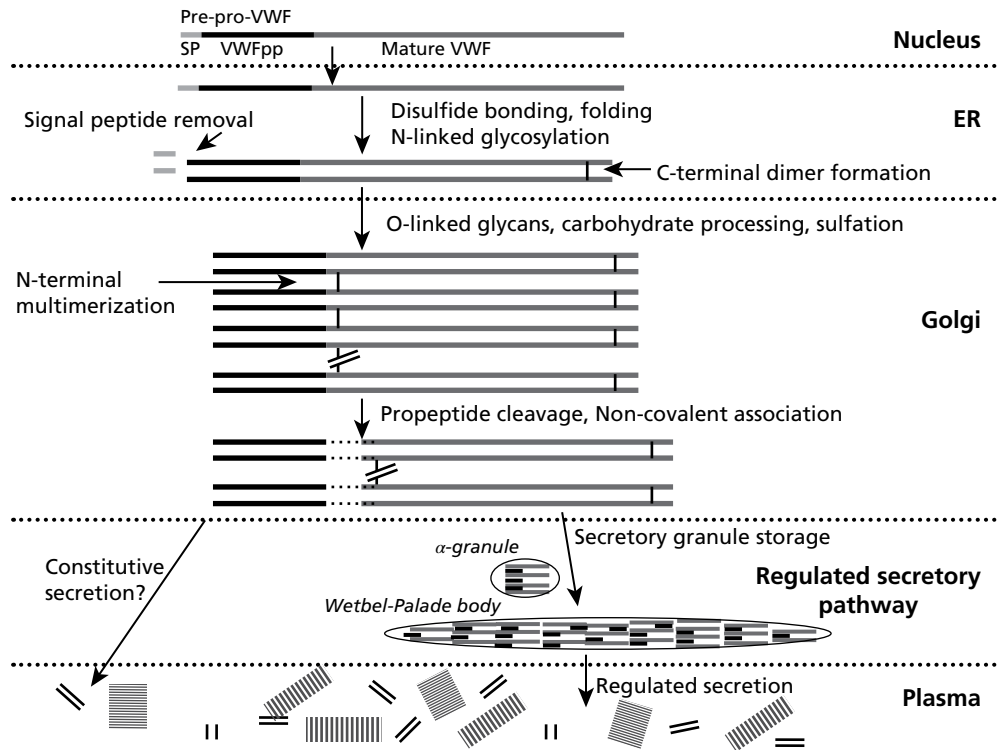 Pre-pro-VWF
SP VWFpp Mature VWF
Nucleus
Signal peptide removal
Disulfide bonding, folding
N-linked glycosylation
ER
C-terminal dimer formation
O-linked glycans, carbohydrate processing, sulfation
N-terminal
multimerization
Golgi
Propeptide cleavage, Non-covalent association
Constitutive
secretion?
α-granule
Secretory granule storage
Wetbel-Palade body
Regulated secretory
pathway
Regulated secretion
Plasma